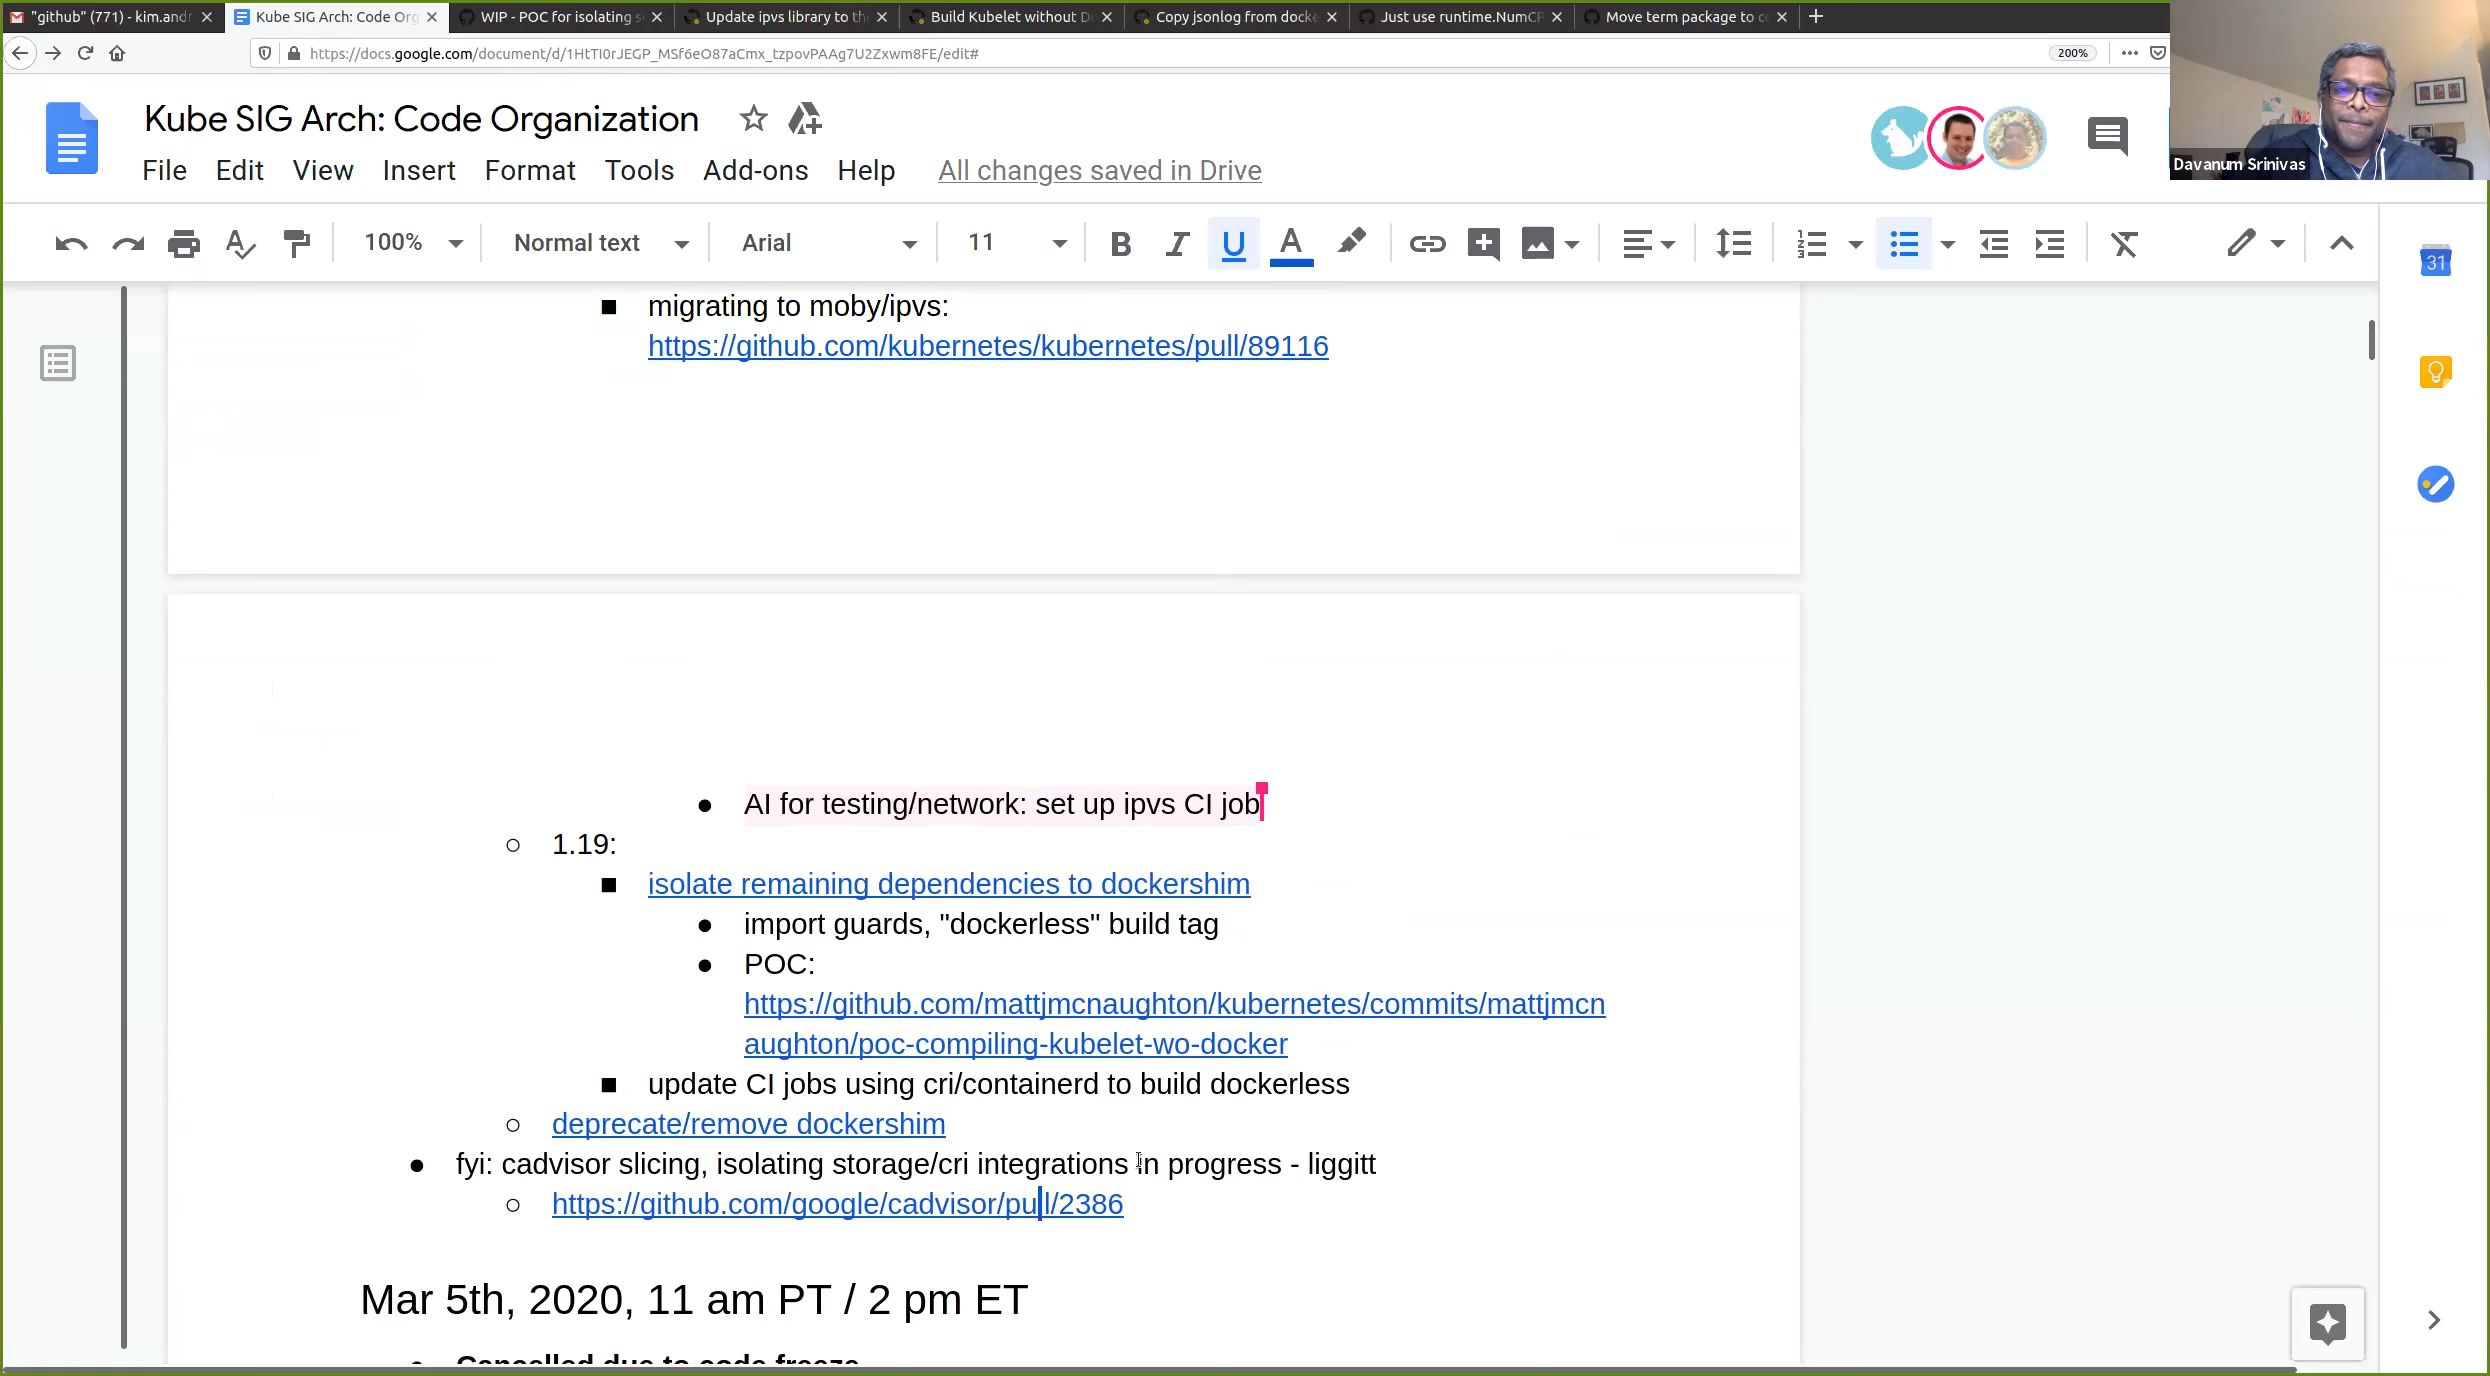 "github" (771) - kim.andr
Kube SIG Arch: Code Org
WIP - POC for isolating s
Update ipvs library to th
Build Kubelet without D
Copy jsonlog from docke
Just use runtime.NumCP
Move term package to c
https://docs.google.com/document/d/1HtTI0rJEGP_MSf6eO87aCmx_tzpovPAAg7U2Zxwm8FE/edit#
200%
Kube SIG Arch: Code Organization
File Edit View Insert Format Tools Add-ons Help All changes saved in Drive
Davanum Srinivas
100% Normal text Arial 11
31
migrating to moby/ipvs:
https://github.com/kubernetes/kubernetes/pull/89116
AI for testing/network: set up ipvs CI job
1.19:
isolate remaining dependencies to dockershim
import guards, "dockerless" build tag
POC:
https://github.com/mattjmcnaughton/kubernetes/commits/mattjmcn
aughton/poc-compiling-kubelet-wo-docker
update CI jobs using cri/containerd to build dockerless
deprecate/remove dockershim
fyi: cadvisor slicing, isolating storage/cri integrations in progress - liggitt
https://github.com/google/cadvisor/pull/2386
Mar 5th, 2020, 11 am PT / 2 pm ET
Cancelled due to code freeze